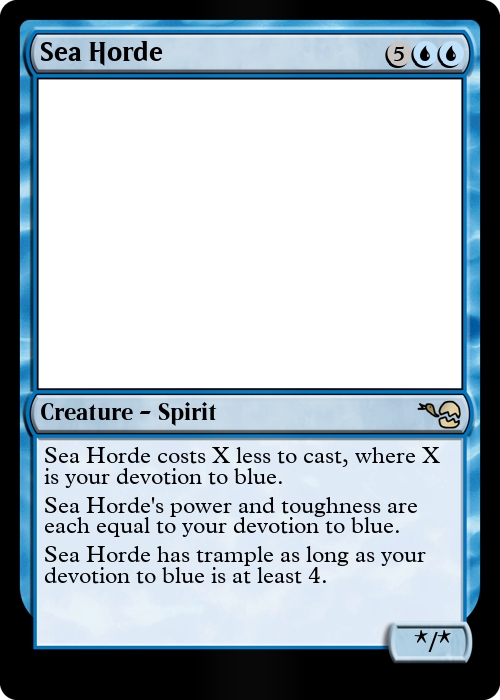 Sea Horde 5
Creature – Spirit
Sea Horde costs X less to cast, where X
is your devotion to blue.
Sea Horde's power and toughness are
each equal to your devotion to blue.
Sea Horde has trample as long as your
devotion to blue is at least 4.
*/*